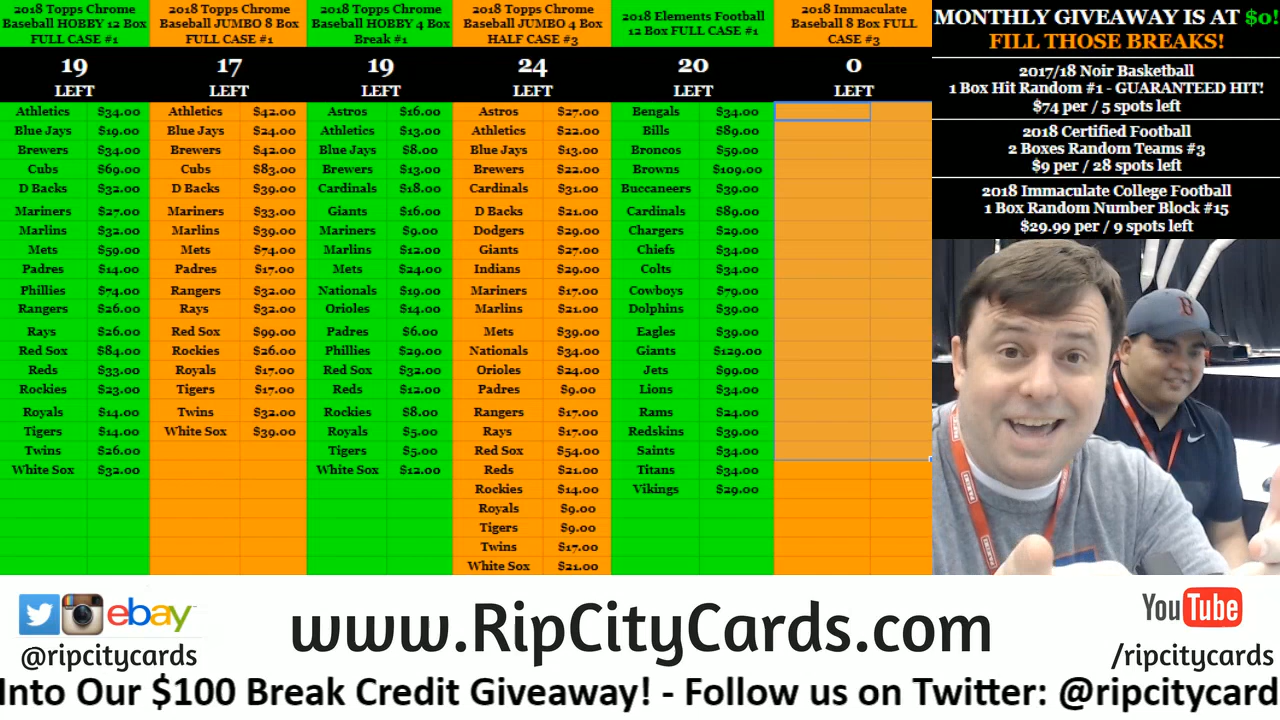 2018 Topps Chrome
Baseball HOBBY 12 Box
FULL CASE #1
19
LEFT
Athletics $34.00
Blue Jays $19.00
Brewers $34.00
Cubs $69.00
D Backs $32.00
Mariners $27.00
Marlins $32.00
Mets $59.00
Padres $14.00
Phillies $74.00
Rangers $26.00
Rays $26.00
Red Sox $84.00
Reds $33.00
Rockies $23.00
Royals $14.00
Tigers $14.00
Twins $26.00
White Sox $32.00
2018 Topps Chrome
Baseball JUMBO 8 Box
FULL CASE #1
17
LEFT
Athletics $42.00
Blue Jays $24.00
Brewers $42.00
Cubs $83.00
D Backs $39.00
Mariners $33.00
Marlins $39.00
Mets $74.00
Padres $17.00
Rangers $32.00
Rays $32.00
Red Sox $99.00
Rockies $26.00
Royals $17.00
Tigers $17.00
Twins $32.00
White Sox $39.00
2018 Topps Chrome
Baseball HOBBY 4 Box
Break #1
19
LEFT
Astros $16.00
Athletics $13.00
Blue Jays $8.00
Brewers $13.00
Cardinals $18.00
Giants $16.00
Mariners $9.00
Marlins $12.00
Mets $24.00
Nationals $19.00
Orioles $14.00
Padres $6.00
Phillies $29.00
Red Sox $32.00
Reds $12.00
Rockies $8.00
Royals $5.00
Tigers $5.00
White Sox $12.00
2018 Topps Chrome
Baseball JUMBO 4 Box
HALF CASE #3
24
LEFT
Astros $27.00
Athletics $22.00
Blue Jays $13.00
Brewers $22.00
Cardinals $31.00
D Backs $21.00
Dodgers $29.00
Giants $27.00
Indians $29.00
Mariners $17.00
Marlins $21.00
Mets $39.00
Nationals $34.00
Orioles $24.00
Padres $9.00
Rangers $17.00
Rays $17.00
Red Sox $54.00
Reds $21.00
Rockies $14.00
Royals $9.00
Tigers $9.00
Twins $17.00
White Sox $21.00
2018 Elements Football
12 Box FULL CASE #1
20
LEFT
Bengals $34.00
Bills $89.00
Broncos $59.00
Browns $109.00
Buccaneers $39.00
Cardinals $89.00
Chargers $29.00
Chiefs $34.00
Colts $34.00
Cowboys $79.00
Dolphins $39.00
Eagles $39.00
Giants $129.00
Jets $99.00
Lions $34.00
Rams $24.00
Redskins $39.00
Saints $34.00
Titans $34.00
Vikings $29.00
2018 Immaculate
Baseball 8 Box FULL
CASE #3
0
LEFT
MONTHLY GIVEAWAY IS AT $0!
FILL THOSE BREAKS!
2017/18 Noir Basketball
1 Box Hit Random #1 - GUARANTEED HIT!
$74 per / 5 spots left
2018 Certified Football
2 Boxes Random Teams #3
$9 per / 28 spots left
2018 Immaculate College Football
1 Box Random Number Block #15
$29.99 per / 9 spots left
ebay
@ripcitycards
www.RipCityCards.com
YouTube
/ripcitycards
Into Our $100 Break Credit Giveaway! - Follow us on Twitter: @ripcitycard